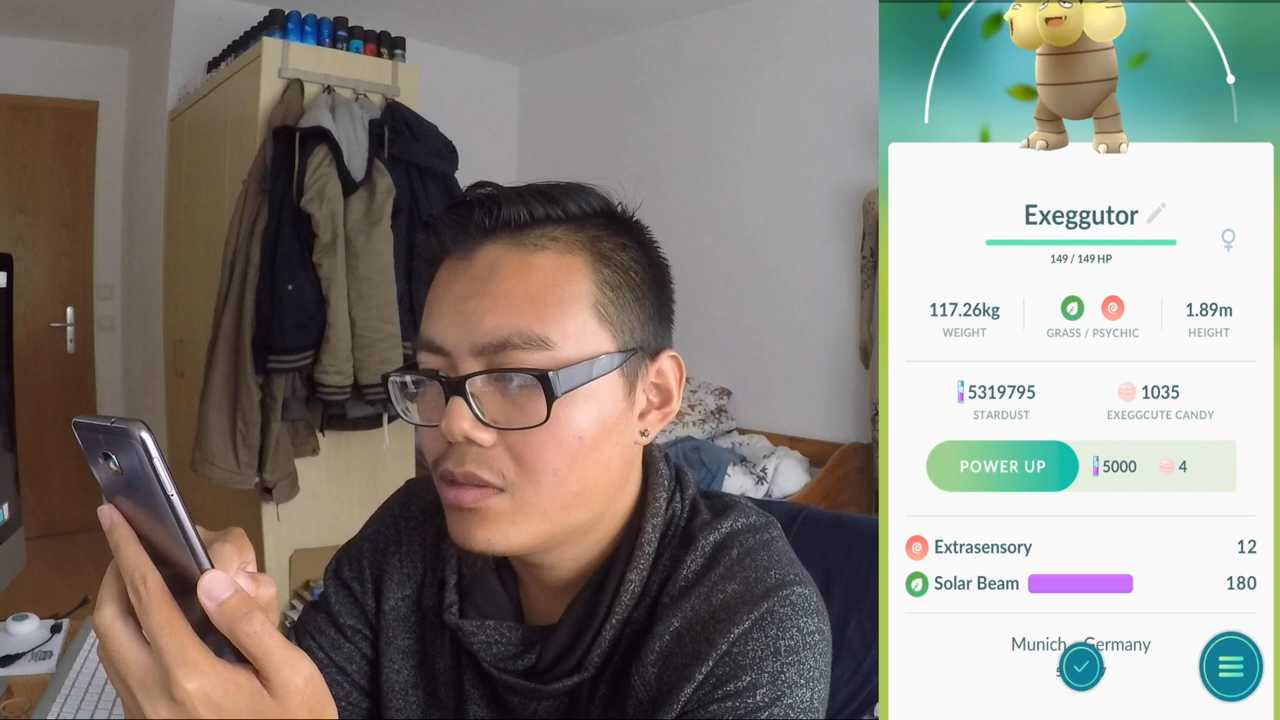 Exeggutor
149 / 149 HP
117.26kg
WEIGHT
GRASS / PSYCHIC
1.89m
HEIGHT
5319795
STARDUST
1035
EXEGGCUTE CANDY
POWER UP
5000
4
Extrasensory
12
Solar Beam
180
Munich Germany